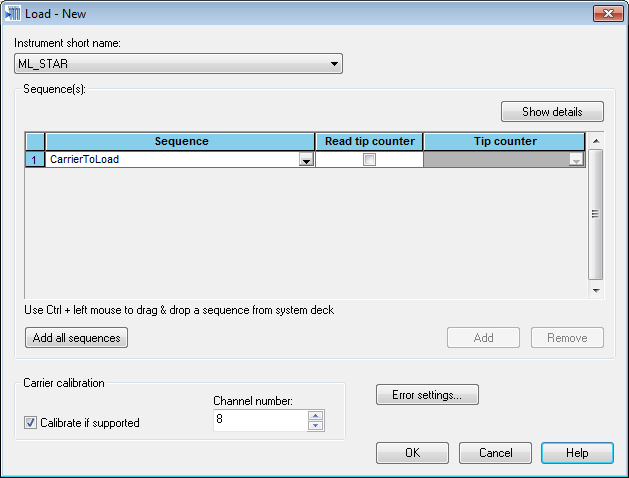 Load - New
Instrument short name:
ML_STAR
Sequence(s):
Show details
Sequence Read tip counter Tip counter
1 CarrierToLoad
Use Ctrl + left mouse to drag & drop a sequence from system deck
Add all sequences Add Remove
Carrier calibration
Channel number:
Error settings...
Calibrate if supported 8
OK Cancel Help